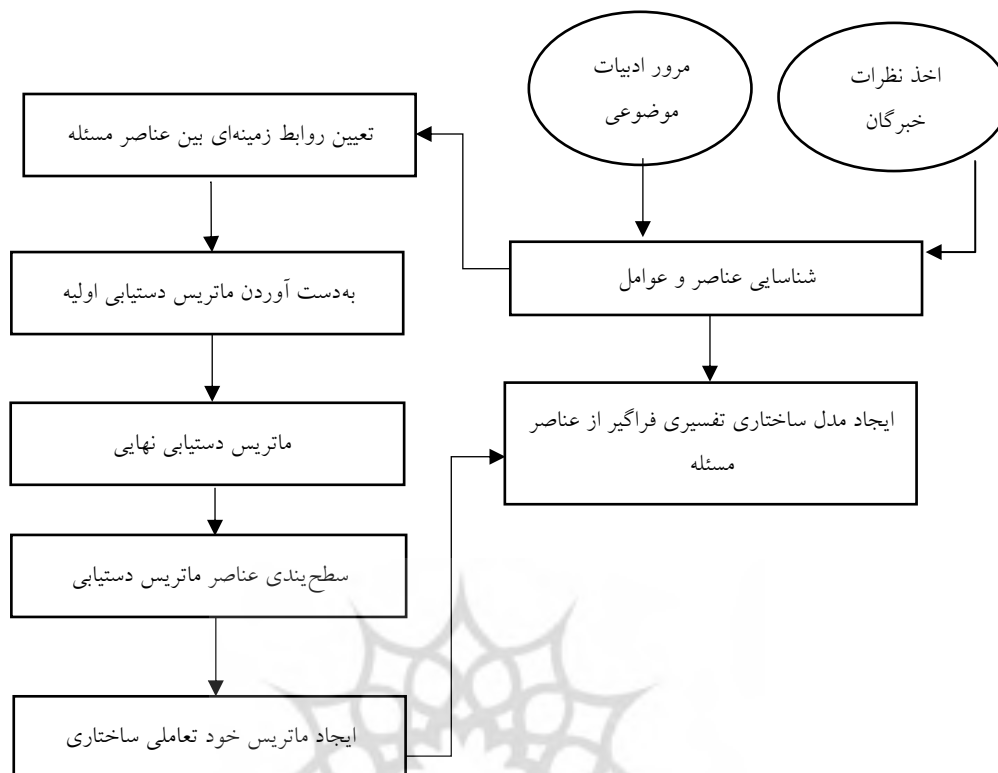 مرور ادبیات
موضوعی
اخذ نظرات
خبرگان
تعیین روابط زمینه‌ای بین عناصر مسئله
شناسایی عناصر و عوامل
به‌دست آوردن ماتریس دستیابی اولیه
ایجاد مدل ساختاری تفسیری فراگیر از عناصر
مسئله
ماتریس دستیابی نهایی
سطح‌بندی عناصر ماتریس دستیابی
ایجاد ماتریس خود تعاملی ساختاری